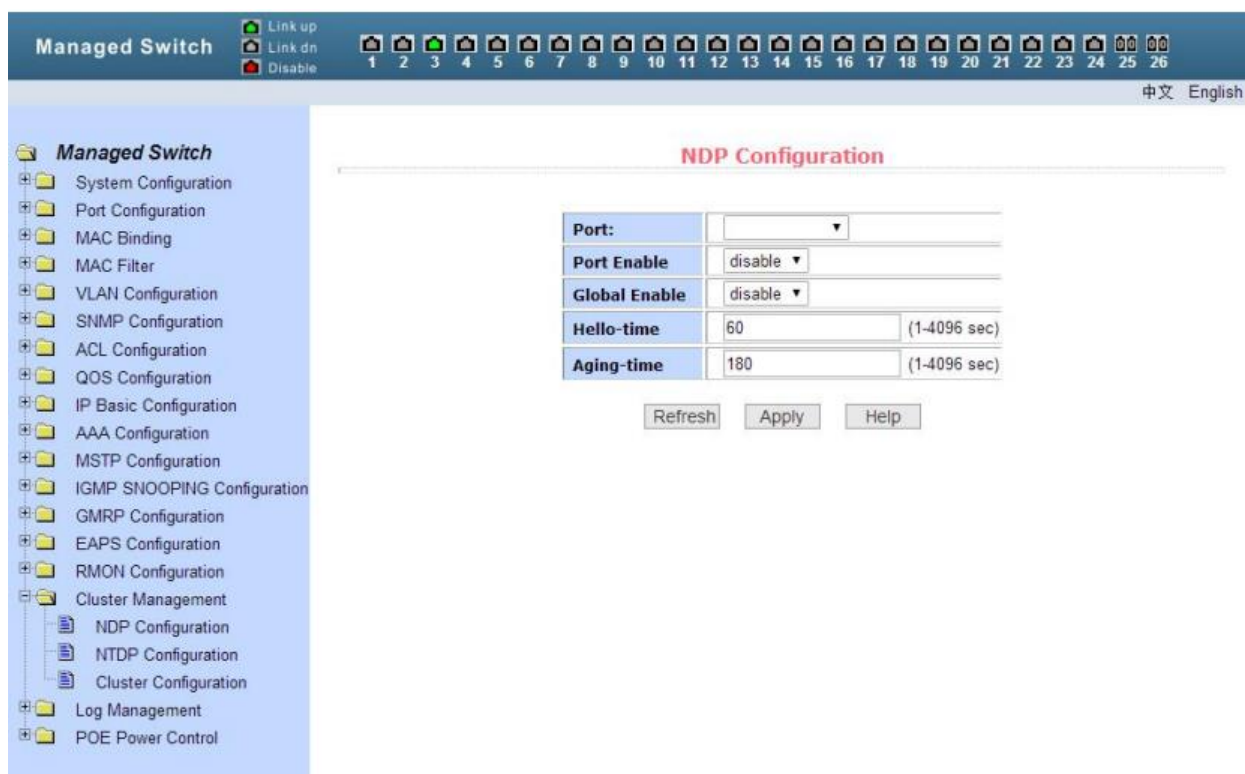 Managed Switch
Link up
Link dn
Disable
1 2 3 4 5 6 7 8 9 10 11 12 13 14 15 16 17 18 19 20 21 22 23 24 25 26
中文 English
Managed Switch
System Configuration
Port Configuration
MAC Binding
MAC Filter
VLAN Configuration
SNMP Configuration
ACL Configuration
QOS Configuration
IP Basic Configuration
AAA Configuration
MSTP Configuration
IGMP SNOOPING Configuration
GMRP Configuration
EAPS Configuration
RMON Configuration
Cluster Management
NDP Configuration
NTDP Configuration
Cluster Configuration
Log Management
POE Power Control
NDP Configuration
Port:
Port Enable disable
Global Enable disable
Hello-time 60 (1-4096 sec)
Aging-time 180 (1-4096 sec)
Refresh Apply Help